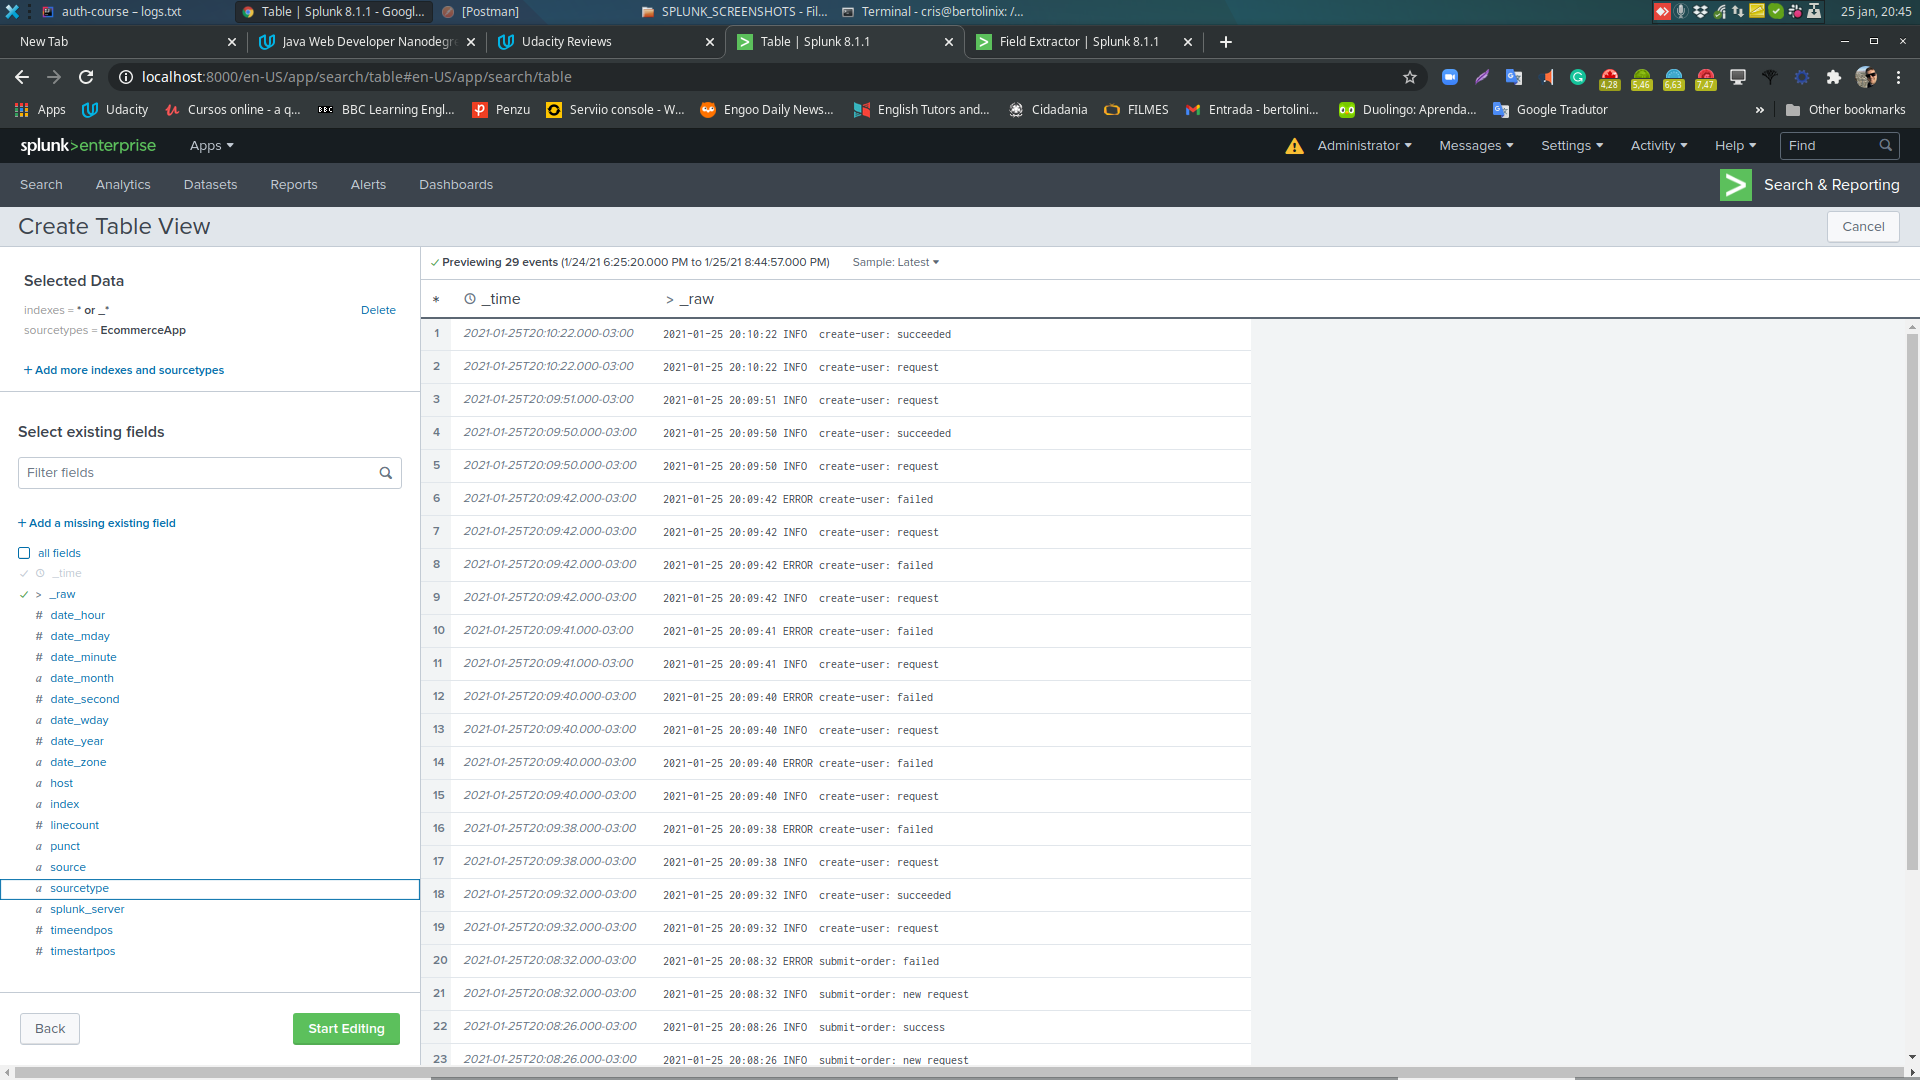 auth-course – logs.txt
Table | Splunk 8.1.1 - Googl...
[Postman]
SPLUNK_SCREENSHOTS - Fil...
Terminal - cris@bertolinix: /...
25 jan, 20:45
New Tab
Java Web Developer Nanodegr
Udacity Reviews
Table | Splunk 8.1.1
Field Extractor | Splunk 8.1.1
localhost:8000/en-US/app/search/table#en-US/app/search/table
4,28
5,46
6,63
7,47
Apps
Udacity
Cursos online - a q...
BBC
BBC Learning Engl...
Penzu
Serviio console - W...
Engoo Daily News...
English Tutors and...
Cidadania
FILMES
Entrada - bertolini...
Duolingo: Aprenda...
Google Tradutor
»
Other bookmarks
splunk>enterprise
Apps
Administrator
Messages
Settings
Activity
Help
Find
Search
Analytics
Datasets
Reports
Alerts
Dashboards
Search & Reporting
Create Table View
Cancel
Selected Data
indexes = * or _*
Delete
sourcetypes = EcommerceApp
+ Add more indexes and sourcetypes
Select existing fields
Filter fields
+ Add a missing existing field
all fields
_time
> _raw
# date_hour
# date_mday
# date_minute
a date_month
# date_second
a date_wday
# date_year
a date_zone
a host
a index
# linecount
a punct
a source
a sourcetype
a splunk_server
# timeendpos
# timestartpos
Back
Start Editing
Previewing 29 events (1/24/21 6:25:20.000 PM to 1/25/21 8:44:57.000 PM)
Sample: Latest
* _time > _raw
1 2021-01-25T20:10:22.000-03:00 2021-01-25 20:10:22 INFO  create-user: succeeded
2 2021-01-25T20:10:22.000-03:00 2021-01-25 20:10:22 INFO  create-user: request
3 2021-01-25T20:09:51.000-03:00 2021-01-25 20:09:51 INFO  create-user: request
4 2021-01-25T20:09:50.000-03:00 2021-01-25 20:09:50 INFO  create-user: succeeded
5 2021-01-25T20:09:50.000-03:00 2021-01-25 20:09:50 INFO  create-user: request
6 2021-01-25T20:09:42.000-03:00 2021-01-25 20:09:42 ERROR create-user: failed
7 2021-01-25T20:09:42.000-03:00 2021-01-25 20:09:42 INFO  create-user: request
8 2021-01-25T20:09:42.000-03:00 2021-01-25 20:09:42 ERROR create-user: failed
9 2021-01-25T20:09:42.000-03:00 2021-01-25 20:09:42 INFO  create-user: request
10 2021-01-25T20:09:41.000-03:00 2021-01-25 20:09:41 ERROR create-user: failed
11 2021-01-25T20:09:41.000-03:00 2021-01-25 20:09:41 INFO  create-user: request
12 2021-01-25T20:09:40.000-03:00 2021-01-25 20:09:40 ERROR create-user: failed
13 2021-01-25T20:09:40.000-03:00 2021-01-25 20:09:40 INFO  create-user: request
14 2021-01-25T20:09:40.000-03:00 2021-01-25 20:09:40 ERROR create-user: failed
15 2021-01-25T20:09:40.000-03:00 2021-01-25 20:09:40 INFO  create-user: request
16 2021-01-25T20:09:38.000-03:00 2021-01-25 20:09:38 ERROR create-user: failed
17 2021-01-25T20:09:38.000-03:00 2021-01-25 20:09:38 INFO  create-user: request
18 2021-01-25T20:09:32.000-03:00 2021-01-25 20:09:32 INFO  create-user: succeeded
19 2021-01-25T20:09:32.000-03:00 2021-01-25 20:09:32 INFO  create-user: request
20 2021-01-25T20:08:32.000-03:00 2021-01-25 20:08:32 ERROR submit-order: failed
21 2021-01-25T20:08:32.000-03:00 2021-01-25 20:08:32 INFO  submit-order: new request
22 2021-01-25T20:08:26.000-03:00 2021-01-25 20:08:26 INFO  submit-order: success
23 2021-01-25T20:08:26.000-03:00 2021-01-25 20:08:26 INFO  submit-order: new request